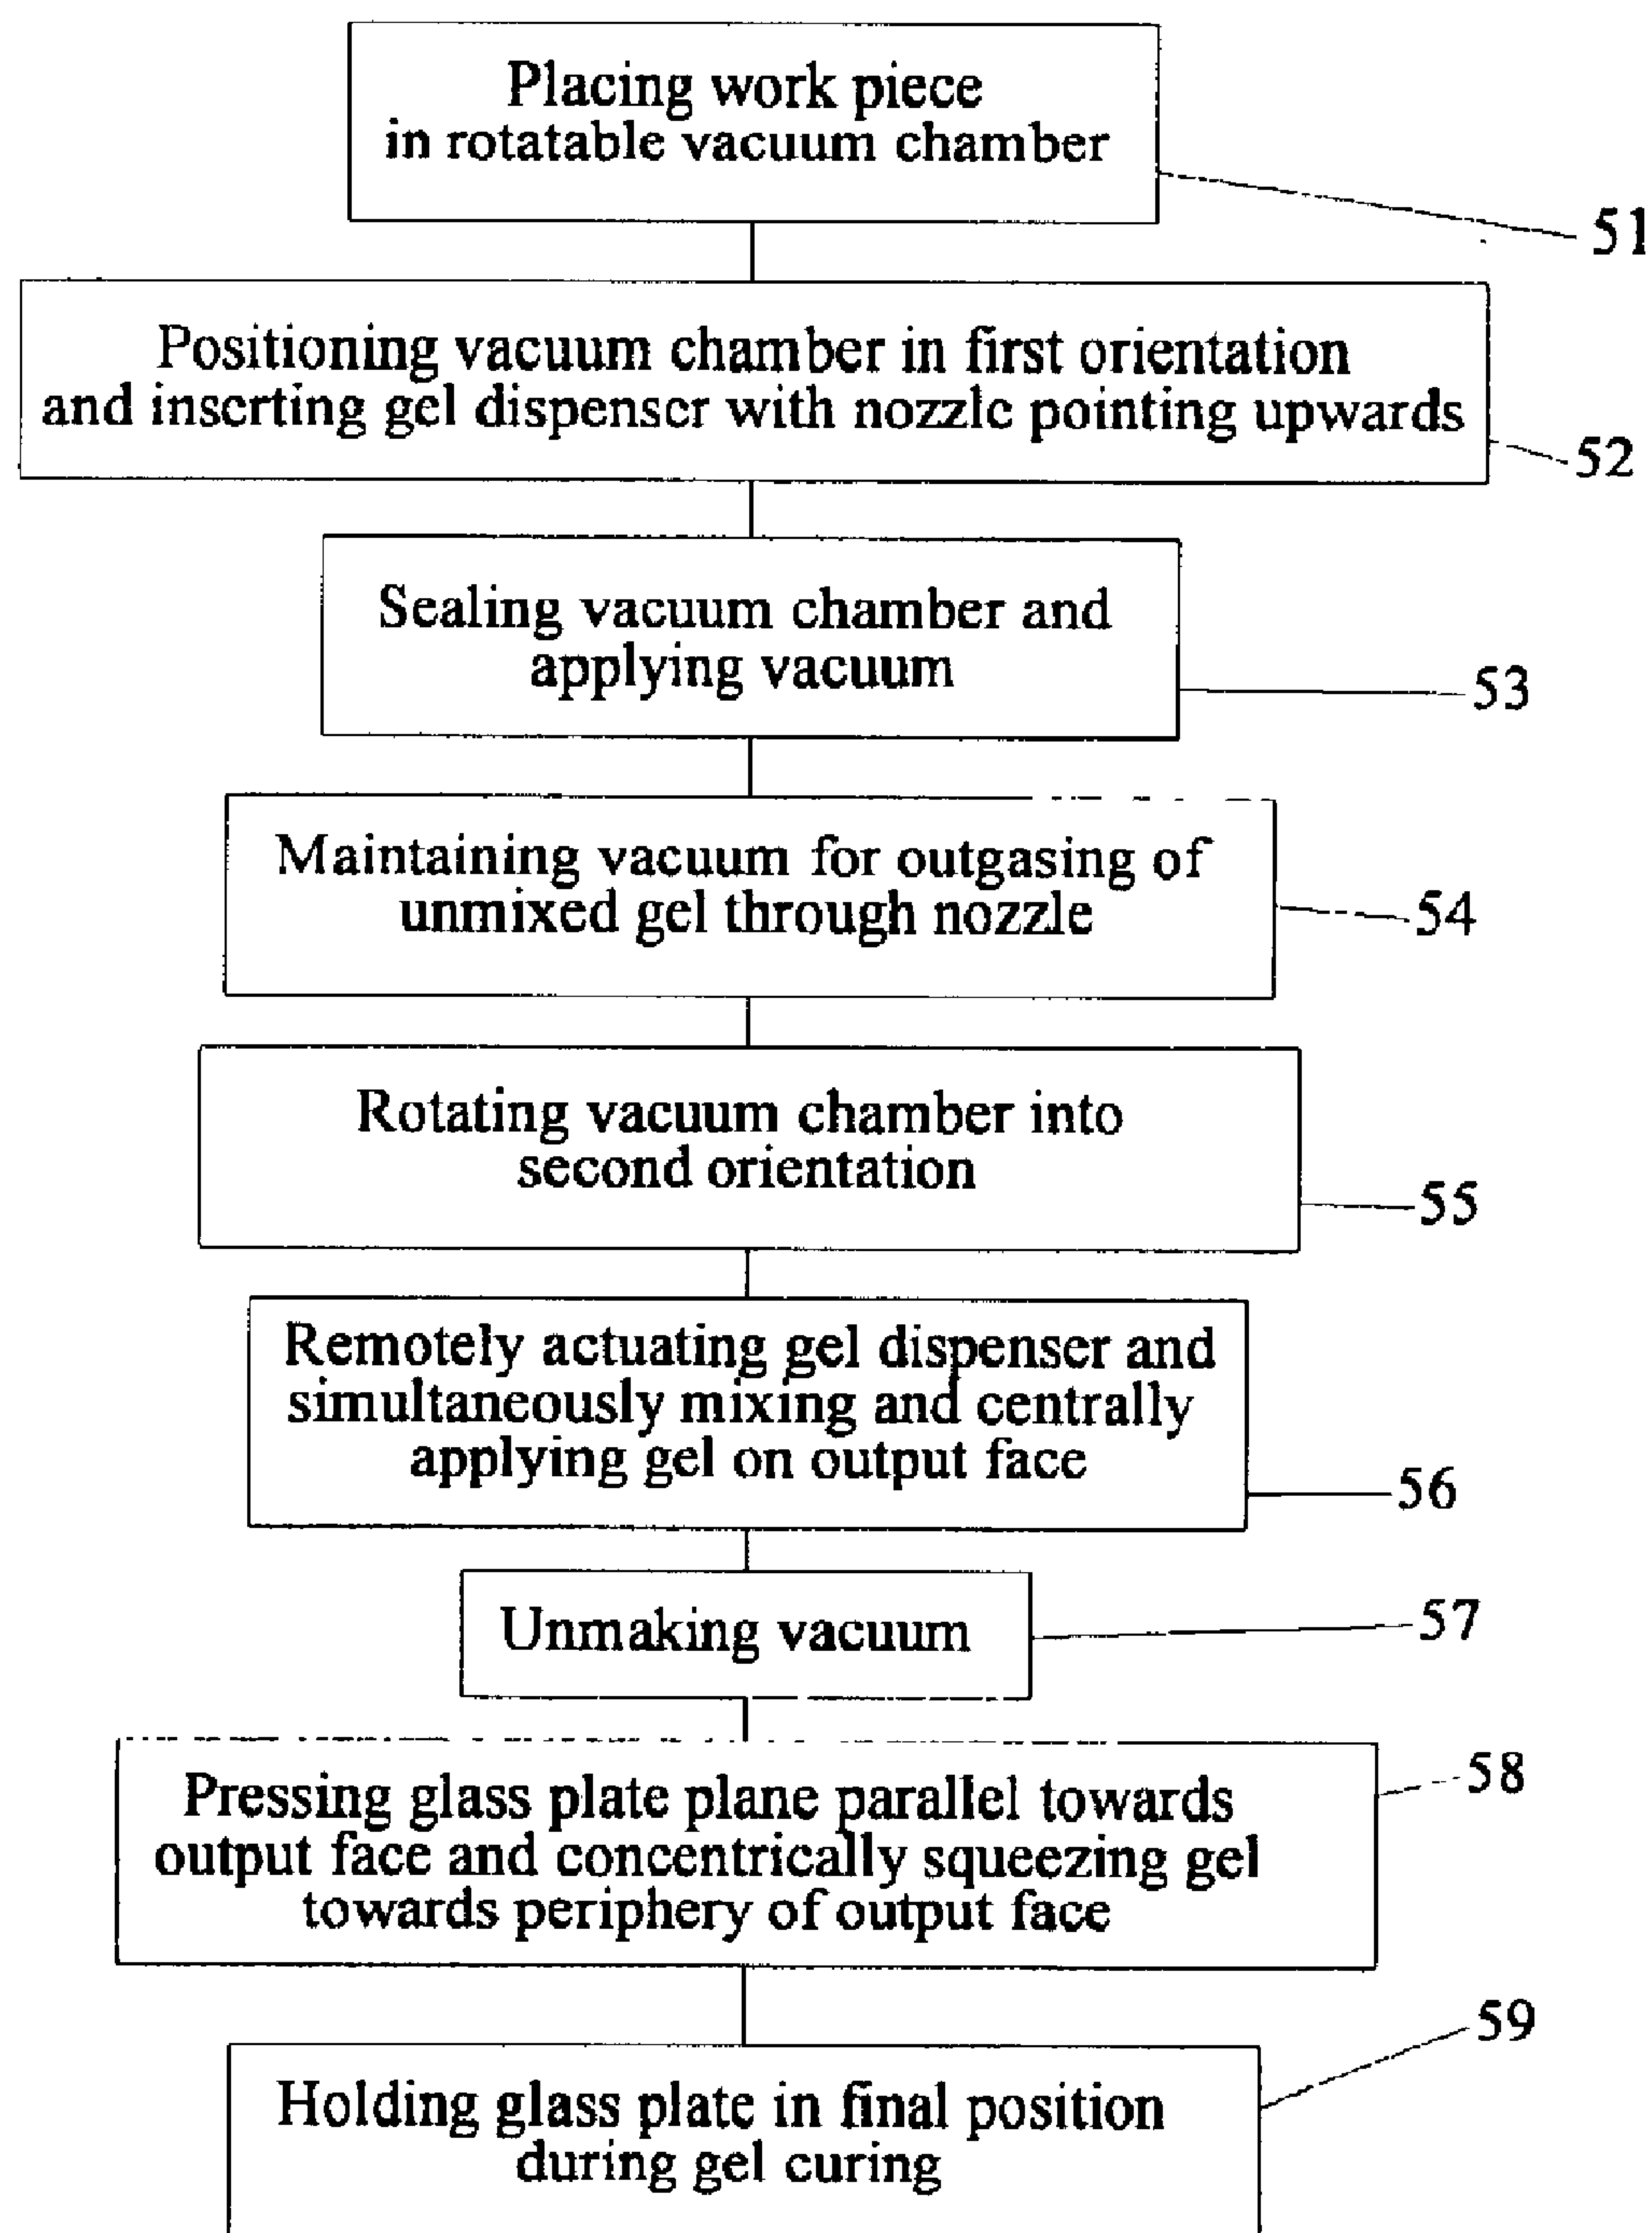 Placing work piece
in rotatable vacuum chamber
51
Positioning vacuum chamber in first orientation
and inserting gel dispenser with nozzle pointing upwards
52
Sealing vacuum chamber and
applying vacuum
53
Maintaining vacuum for outgasing of
unmixed gel through nozzle
54
Rotating vacuum chamber into
second orientation
55
Remotely actuating gel dispenser and
simultaneously mixing and centrally
applying gel on output face
56
Unmaking vacuum
57
Pressing glass plate plane parallel towards
output face and concentrically squeezing gel
towards periphery of output face
58
Holding glass plate in final position
during gel curing
59